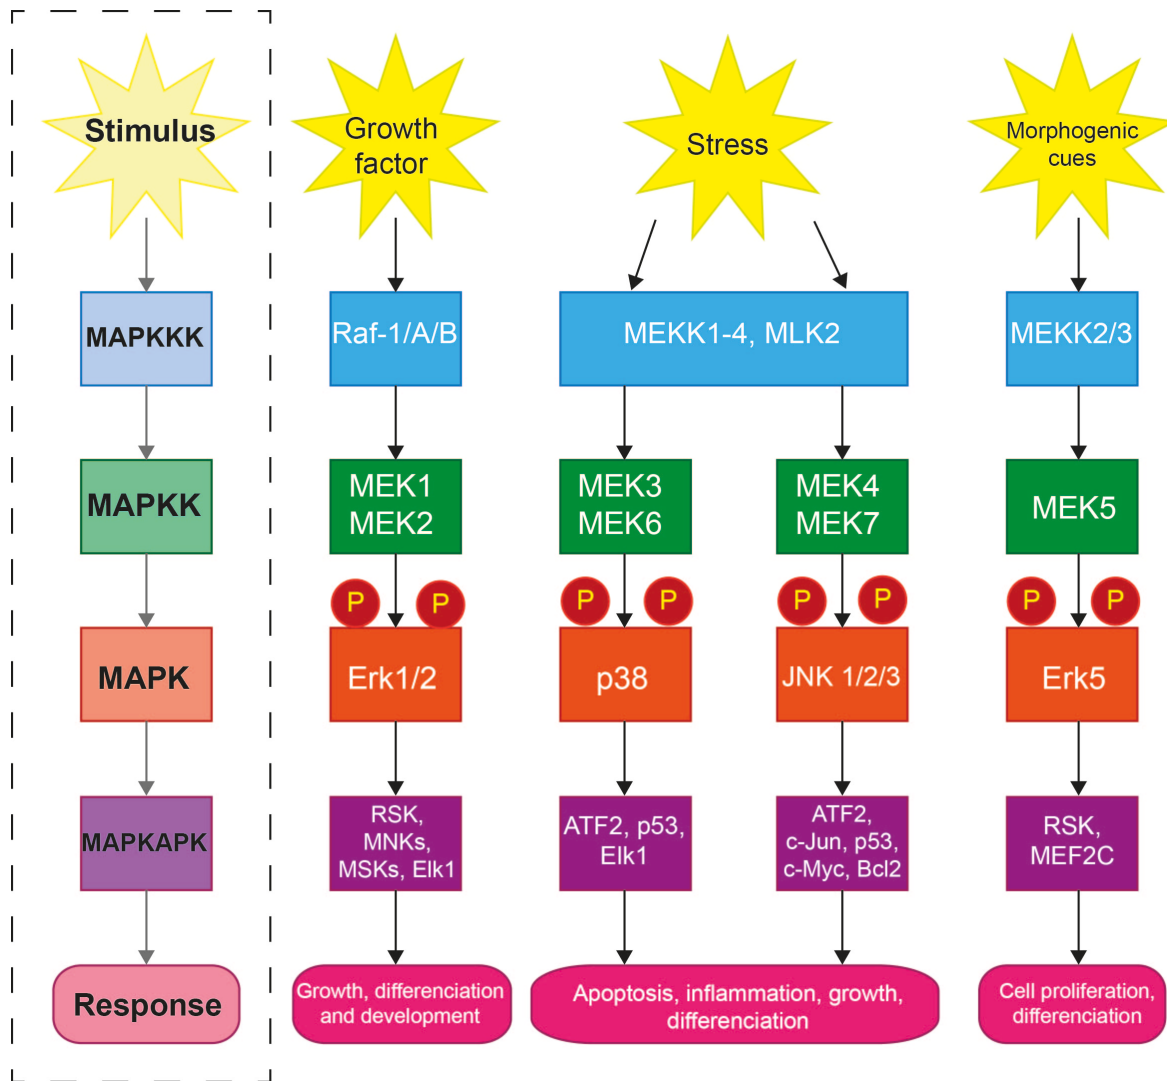 Stimulus
Growth
factor
Stress
Morphogenic
cues
MAPKKK
Raf-1/A/B
MEKK1-4, MLK2
MEKK2/3
MAPKK
MEK1
MEK2
MEK3
MEK6
MEK4
MEK7
MEK5
P
P
P
P
P
P
P
P
MAPK
Erk1/2
p38
JNK 1/2/3
Erk5
MAPKAPK
RSK,
MNKs,
MSKs, Elk1
ATF2, p53,
Elk1
ATF2,
c-Jun, p53,
c-Myc, Bcl2
RSK,
MEF2C
Response
Growth, differenciation
and development
Apoptosis, inflammation, growth,
differenciation
Cell proliferation,
differenciation